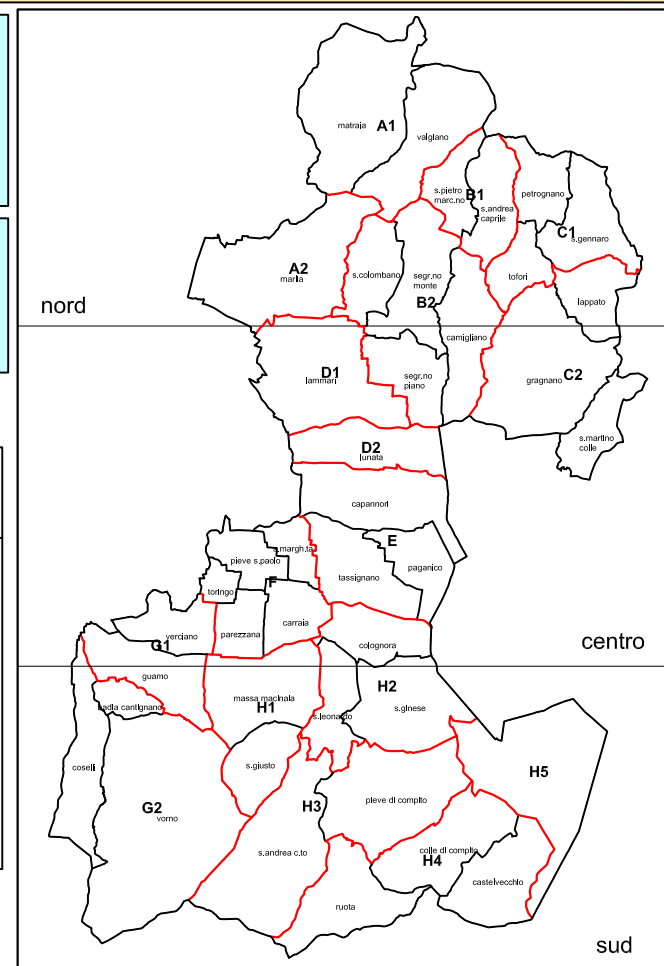 matraia
A1
valgiano
s.pietro
marc.no
B1
s.andrea
caprile
petrognano
C1
s.gennaro
A2
marlia
s.colombano
segr.no
monte
B2
tofori
lappato
nord
camigliano
D1
lammari
segr.no
piano
gragnano
C2
s.martino
colle
D2
lunata
capannori
s.margh.ta
E
pieve s.paolo
tassignano
paganico
F
toringo
verciano
G1
parezzana
carraia
colognora
centro
guamo
badia cantignano
massa macinaia
H1
H2
s.ginese
s.leonardo
coselli
s.giusto
H5
G2
vorno
H3
pieve di compito
s.andrea c.to
colle di compito
H4
castelvecchio
ruota
sud